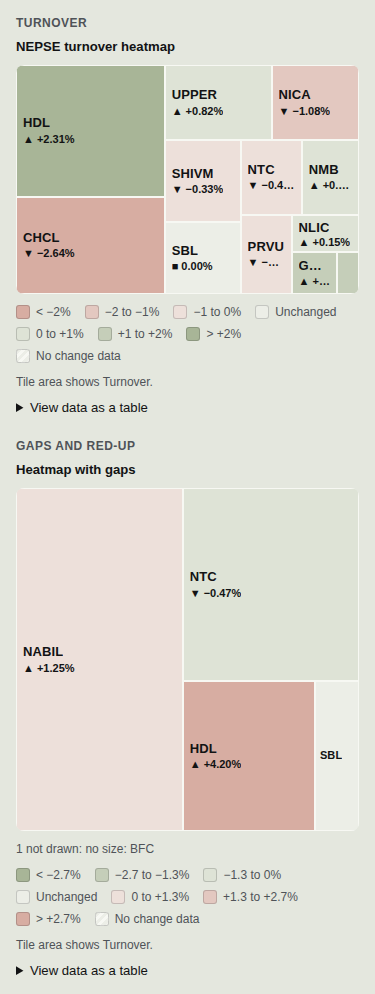 TURNOVER
NEPSE turnover heatmap
HDL
▲ +2.31%
CHCL
▼ −2.64%
UPPER
▲ +0.82%
NICA
▼ −1.08%
SHIVM
▼ −0.33%
SBL
■ 0.00%
NTC
▼ −0.4…
NMB
▲ +0.…
PRVU
▼ −…
NLIC
▲ +0.15%
G…
▲ +…
< −2%
−2 to −1%
−1 to 0%
Unchanged
0 to +1%
+1 to +2%
> +2%
No change data
Tile area shows Turnover.
▶ View data as a table
GAPS AND RED-UP
Heatmap with gaps
NABIL
▲ +1.25%
NTC
▼ −0.47%
HDL
▲ +4.20%
SBL
1 not drawn: no size: BFC
< −2.7%
−2.7 to −1.3%
−1.3 to 0%
Unchanged
0 to +1.3%
+1.3 to +2.7%
> +2.7%
No change data
Tile area shows Turnover.
▶ View data as a table